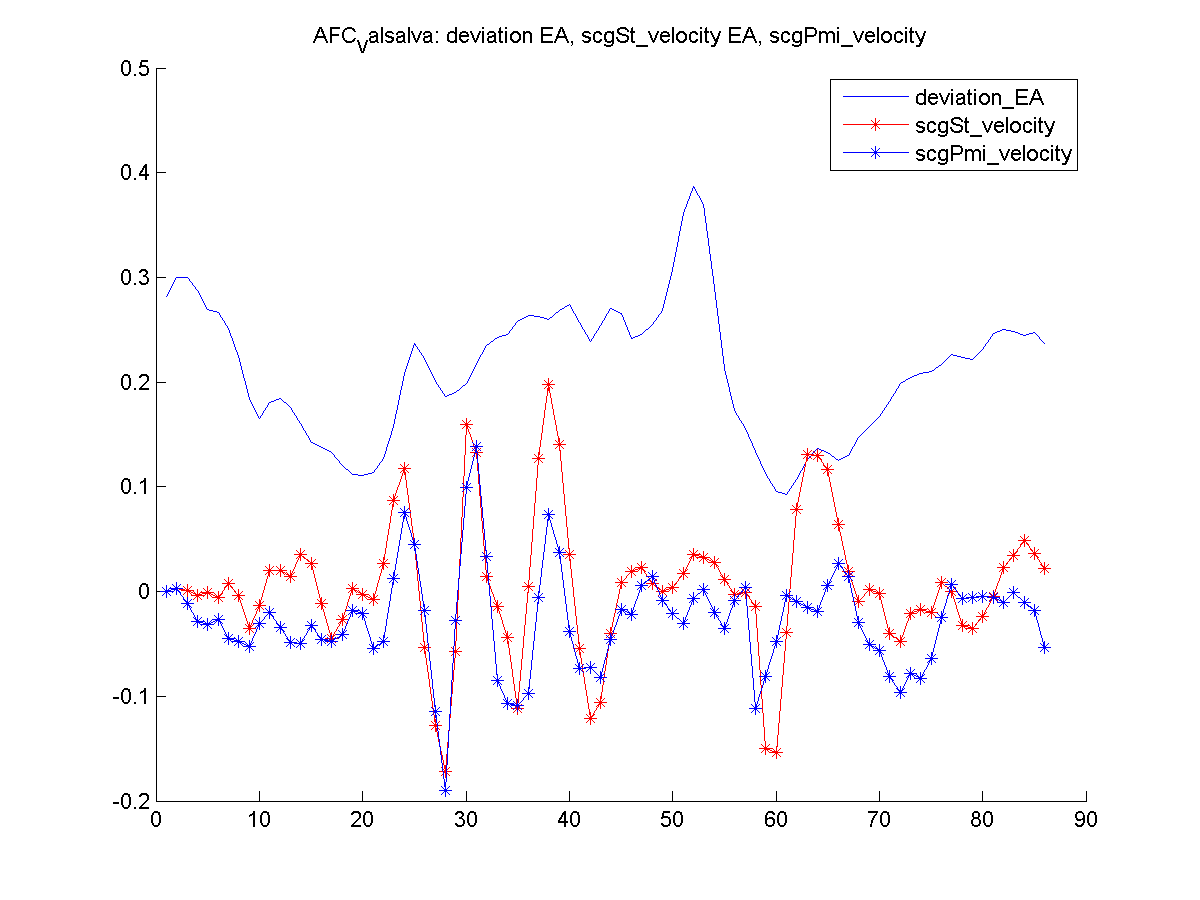 AFC_Valsalva: deviation EA, scgSt_velocity EA, scgPmi_velocity
0.5
deviation_EA
scgSt_velocity
scgPmi_velocity
0.4
0.3
0.2
0.1
0
-0.1
-0.2
0 10 20 30 40 50 60 70 80 90